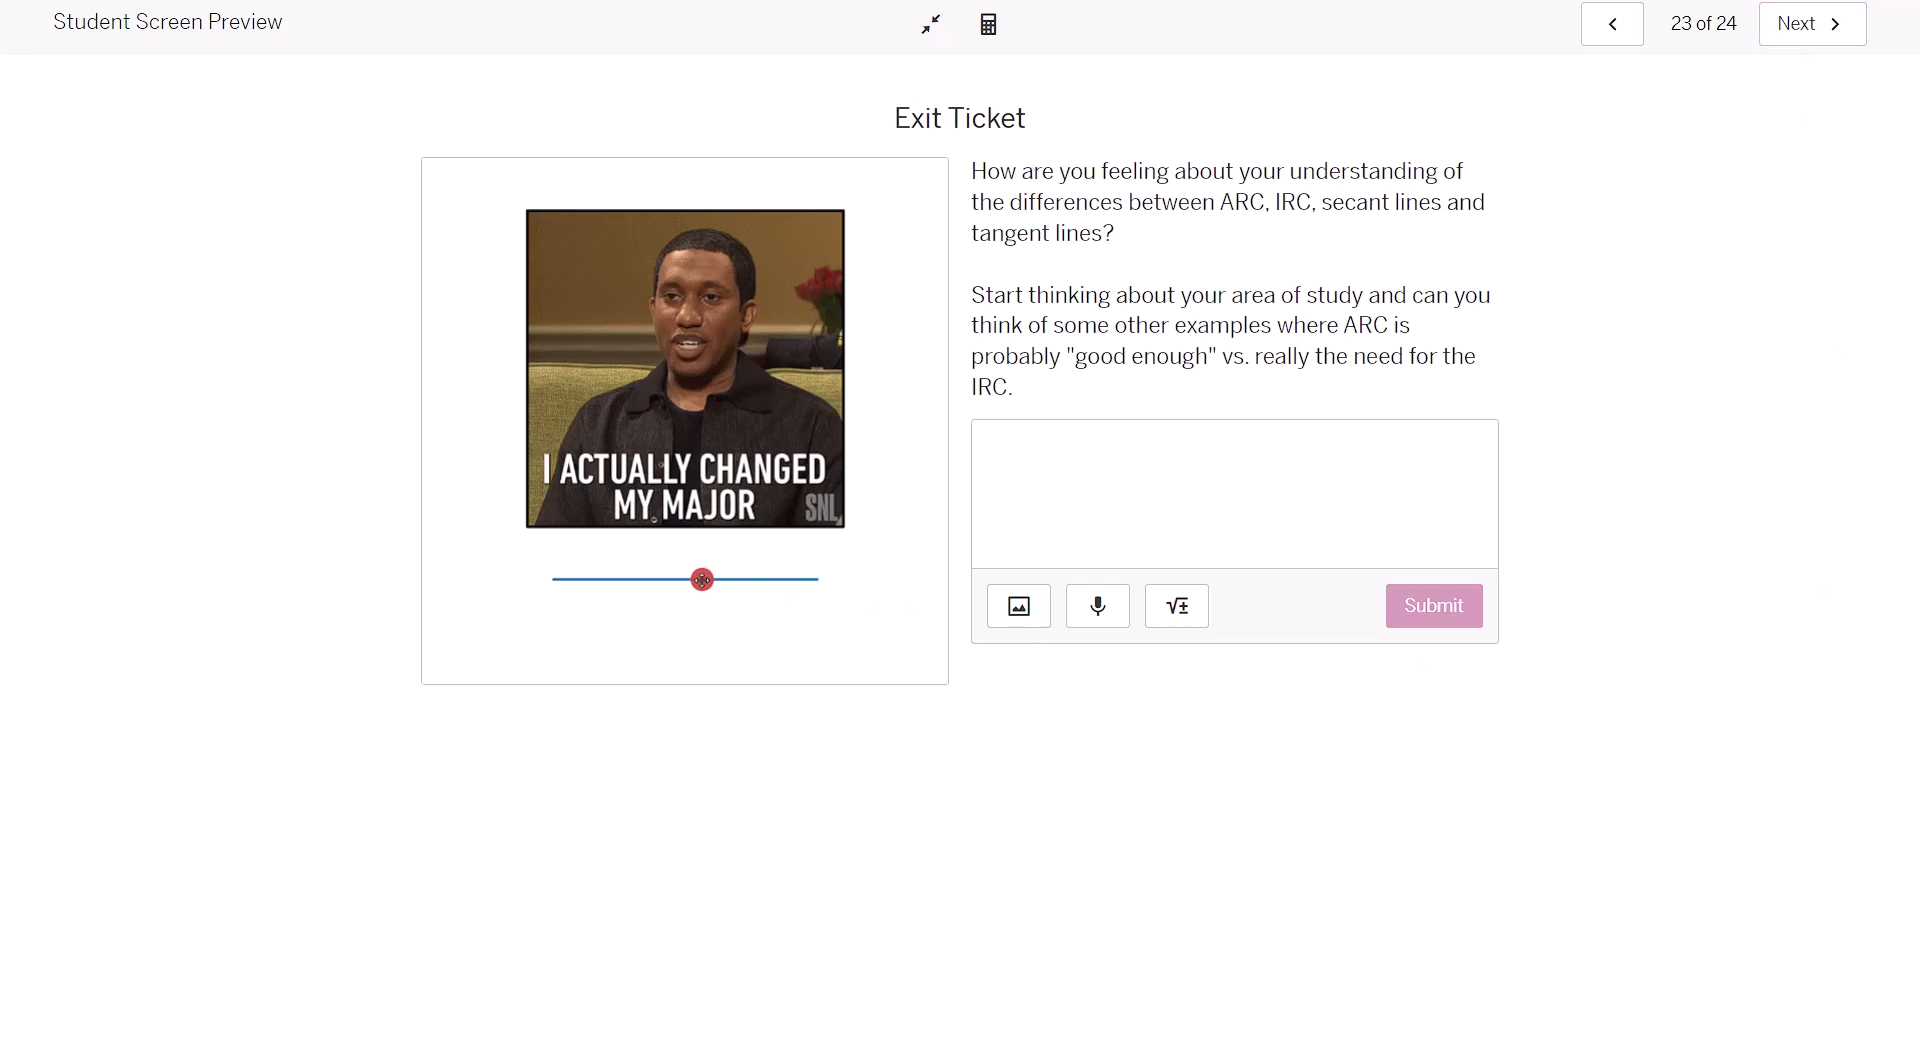 Student Screen Preview
23 of 24
Next
Exit Ticket
I ACTUALLY CHANGED
MY MAJOR
SNL
How are you feeling about your understanding of
the differences between ARC, IRC, secant lines and
tangent lines?
Start thinking about your area of study and can you
think of some other examples where ARC is
probably "good enough" vs. really the need for the
IRC.
√±
Submit